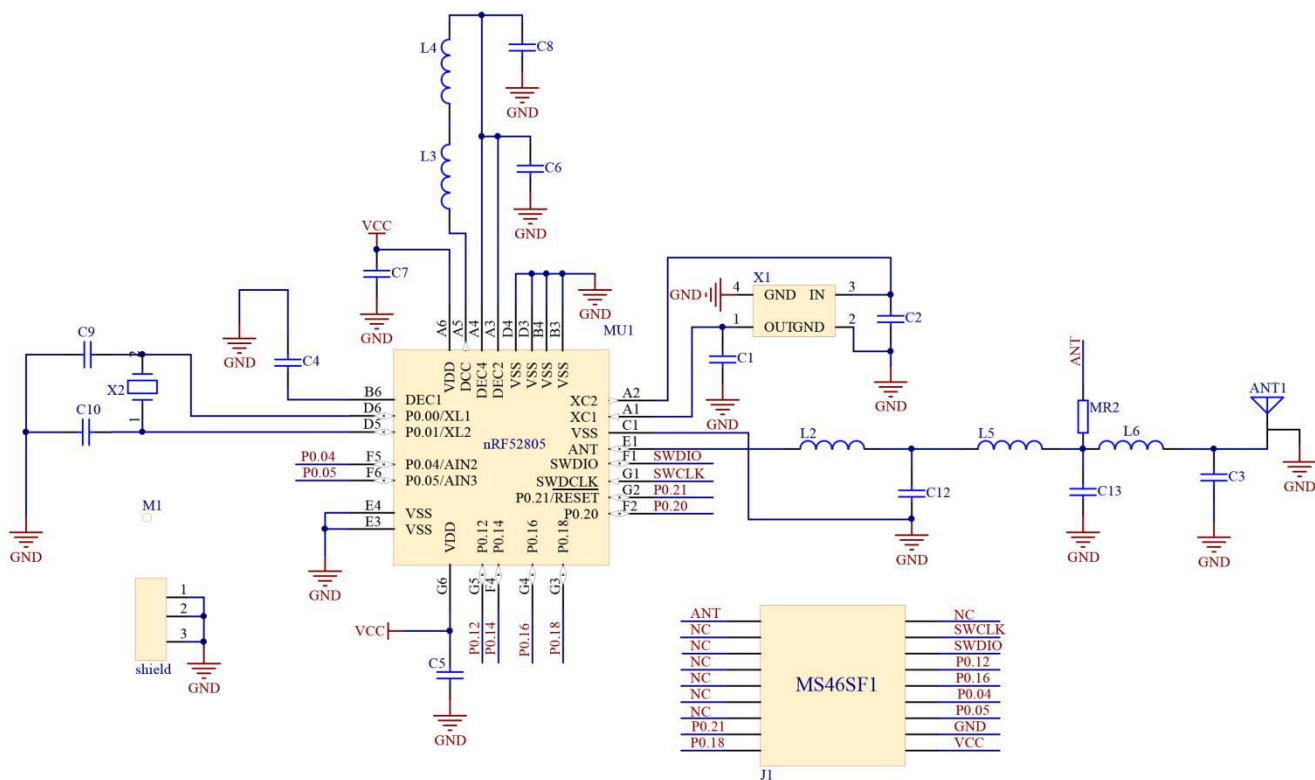 L4
C8
GND
L3
C6
GND
VCC
C7
GND
GND
X1
GND
4
GND
IN
3
1
OUT
GND
2
C2
C1
GND
GND
MU1
A6
A5
A4
A3
D4
D3
B4
B3
VDD
DCC
DEC4
DEC2
VSS
VSS
VSS
VSS
C9
2
X2
C10
1
GND
C4
GND
B6
DEC1
D6
P0.00/XL1
D5
P0.01/XL2
P0.04
F5
P0.04/AIN2
P0.05
F6
P0.05/AIN3
E4
VSS
E3
VSS
GND
nRF52805
XC2
A2
XC1
A1
VSS
C1
ANT
E1
SWDIO
F1
SWDIO
SWDCLK
G1
SWCLK
P0.21/RESET
G2
P0.21
P0.20
F2
P0.20
L2
C12
GND
L5
ANT
MR2
C13
GND
L6
C3
GND
ANT1
GND
M1
VDD
P0.12
P0.14
P0.16
P0.18
G6
G5
F4
G4
G3
P0.12
P0.14
P0.16
P0.18
VCC
C5
GND
1
2
3
shield
GND
ANT
NC
NC
NC
NC
NC
NC
P0.21
P0.18
MS46SF1
NC
SWCLK
SWDIO
P0.12
P0.16
P0.04
P0.05
GND
VCC
J1